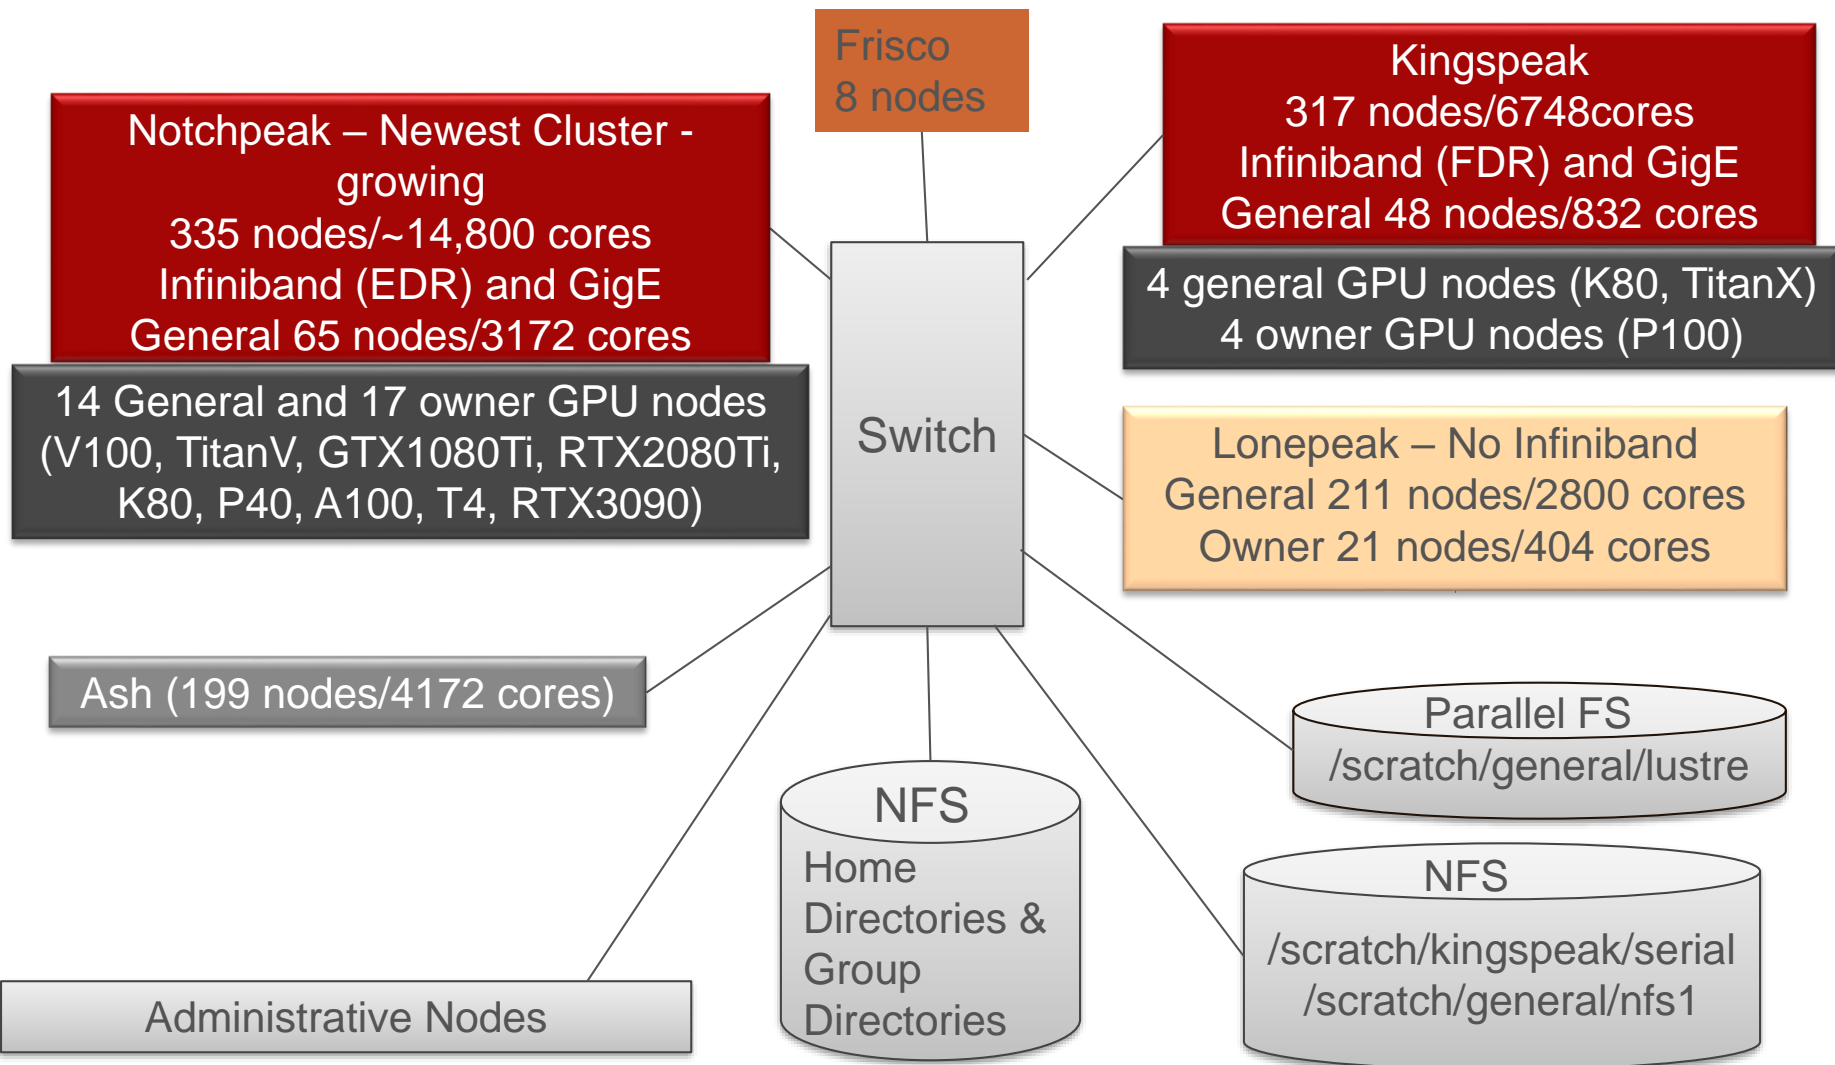 Frisco
8 nodes
Notchpeak – Newest Cluster -
growing
335 nodes/~14,800 cores
Infiniband (EDR) and GigE
General 65 nodes/3172 cores
14 General and 17 owner GPU nodes
(V100, TitanV, GTX1080Ti, RTX2080Ti,
K80, P40, A100, T4, RTX3090)
Kingspeak
317 nodes/6748cores
Infiniband (FDR) and GigE
General 48 nodes/832 cores
4 general GPU nodes (K80, TitanX)
4 owner GPU nodes (P100)
Switch
Lonepeak – No Infiniband
General 211 nodes/2800 cores
Owner 21 nodes/404 cores
Ash (199 nodes/4172 cores)
Parallel FS
/scratch/general/lustre
NFS
Home
Directories &
Group
Directories
NFS
/scratch/kingspeak/serial
/scratch/general/nfs1
Administrative Nodes